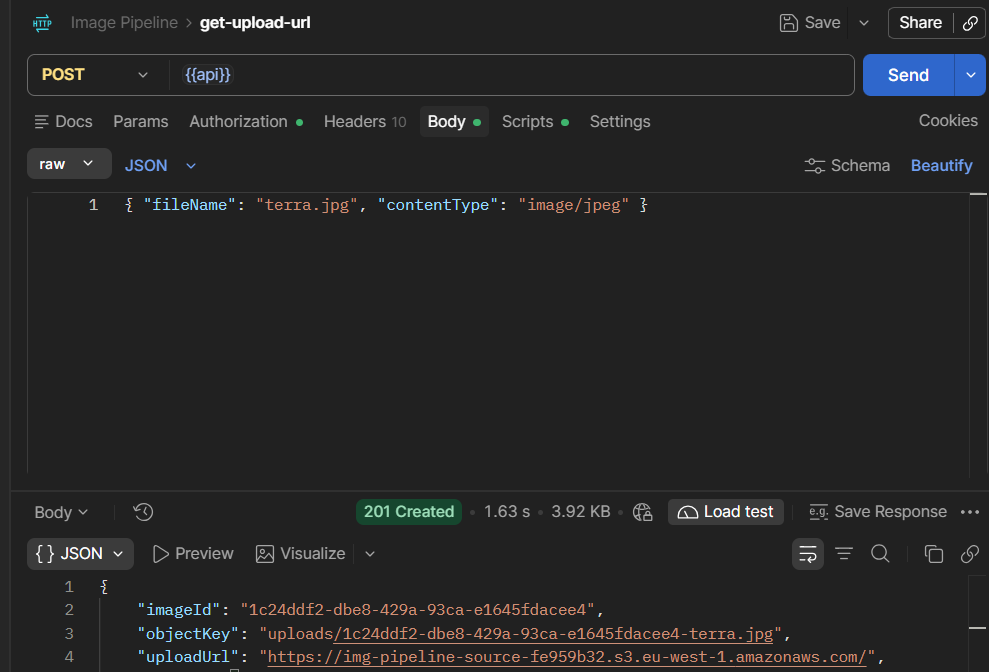 HTTP Image Pipeline > get-upload-url Save Share
POST {{api}} Send
Docs Params Authorization Headers 10 Body Scripts Settings Cookies
raw JSON Schema Beautify
1 { "fileName": "terra.jpg", "contentType": "image/jpeg" }
Body 201 Created • 1.63 s • 3.92 KB • Load test e.g. Save Response
{} JSON Preview Visualize
1 {
2 "imageId": "1c24ddf2-dbe8-429a-93ca-e1645fdacee4",
3 "objectKey": "uploads/1c24ddf2-dbe8-429a-93ca-e1645fdacee4-terra.jpg",
4 "uploadUrl": "https://img-pipeline-source-fe959b32.s3.eu-west-1.amazonaws.com/",